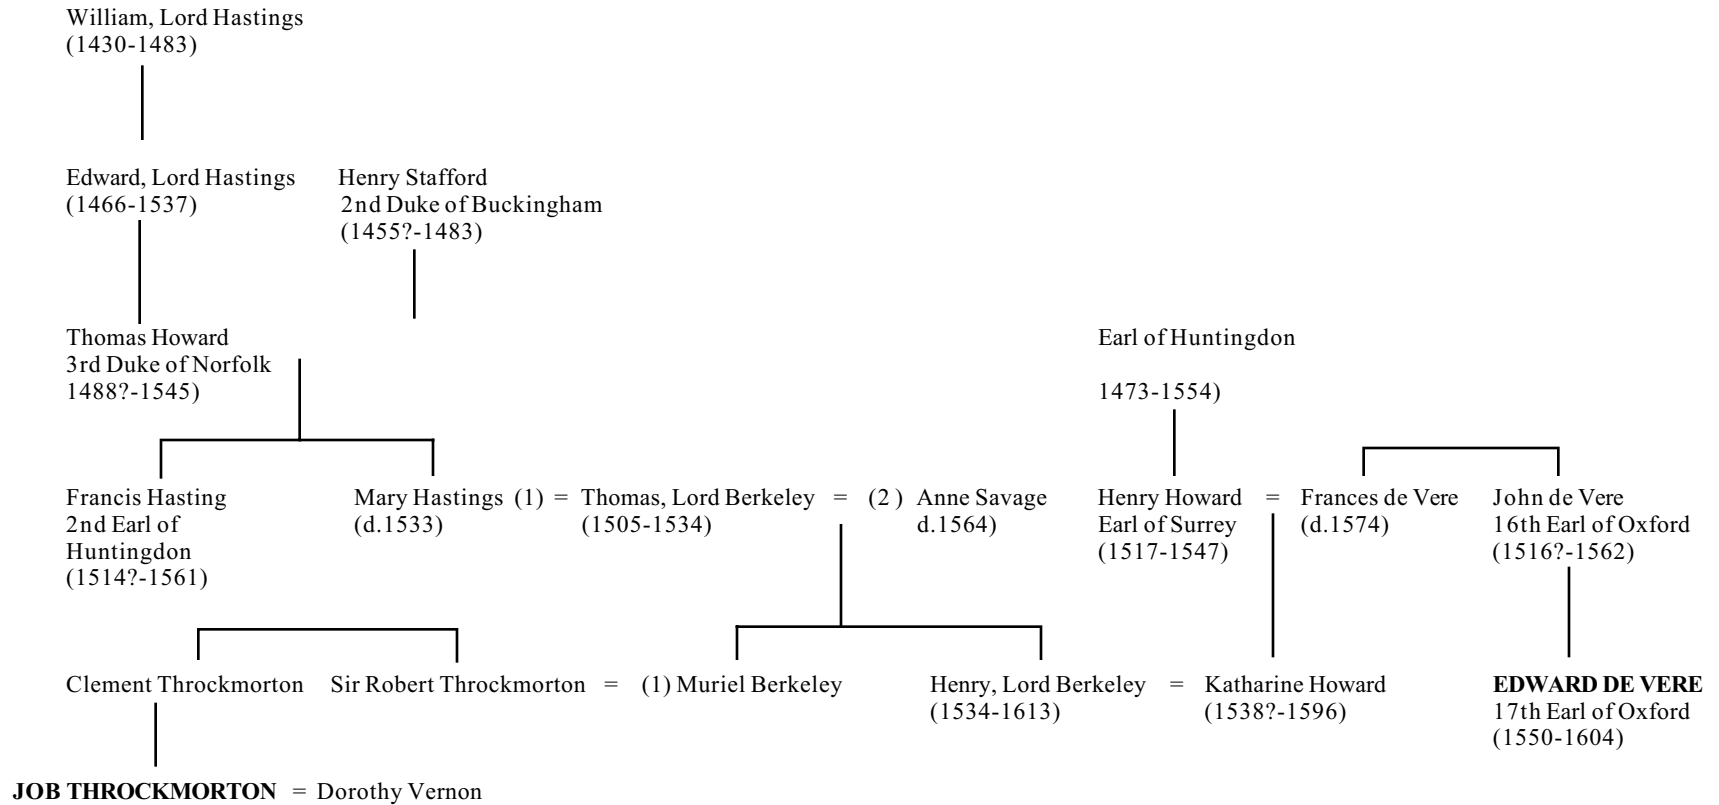 William, Lord Hastings
(1430-1483)
Edward, Lord Hastings
(1466-1537)
Henry Stafford
2nd Duke of Buckingham
(1455?-1483)
Thomas Howard
3rd Duke of Norfolk
1488?-1545)
Earl of Huntingdon
1473-1554)
Francis Hasting
2nd Earl of
Huntingdon
(1514?-1561)
Mary Hastings (1) = Thomas, Lord Berkeley = (2) Anne Savage
(d.1533)
(1505-1534)
d.1564)
Henry Howard = Frances de Vere
Earl of Surrey
(1517-1547)
(d.1574)
John de Vere
16th Earl of Oxford
(1516?-1562)
Clement Throckmorton
Sir Robert Throckmorton = (1) Muriel Berkeley
Henry, Lord Berkeley = Katharine Howard
(1534-1613)
(1538?-1596)
EDWARD DE VERE
17th Earl of Oxford
(1550-1604)
JOB THROCKMORTON = Dorothy Vernon